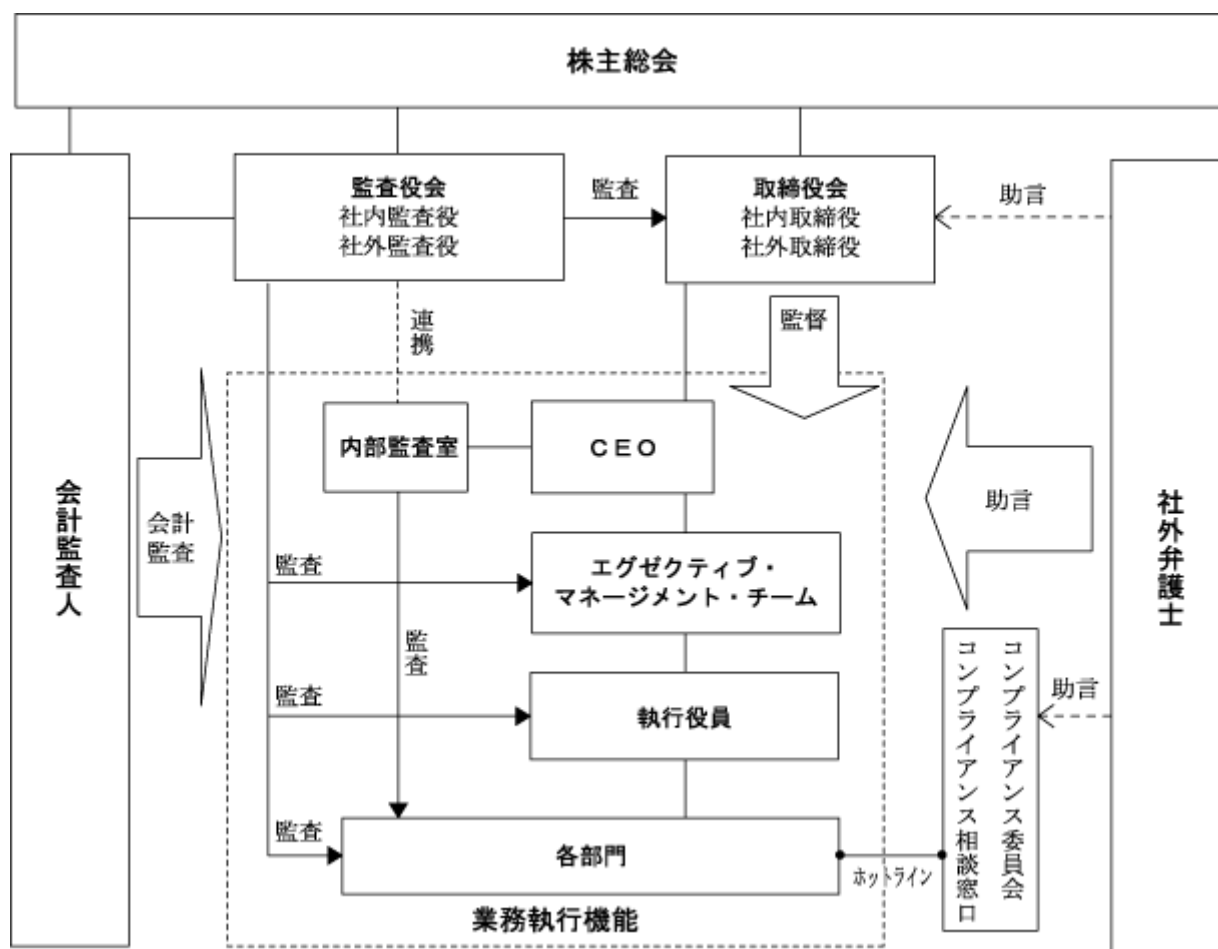 株主総会
監査役会
社内監査役
社外監査役
監査
取締役会
社内取締役
社外取締役
助言
連携
監督
内部監査室
CEO
会計監査人
会計
監査
助言
社外弁護士
監査
エグゼクティブ・
マネージメント・チーム
監査
監査
執行役員
コンプライアンス委員会
コンプライアンス相談窓口
助言
監査
各部門
ホットライン
業務執行機能